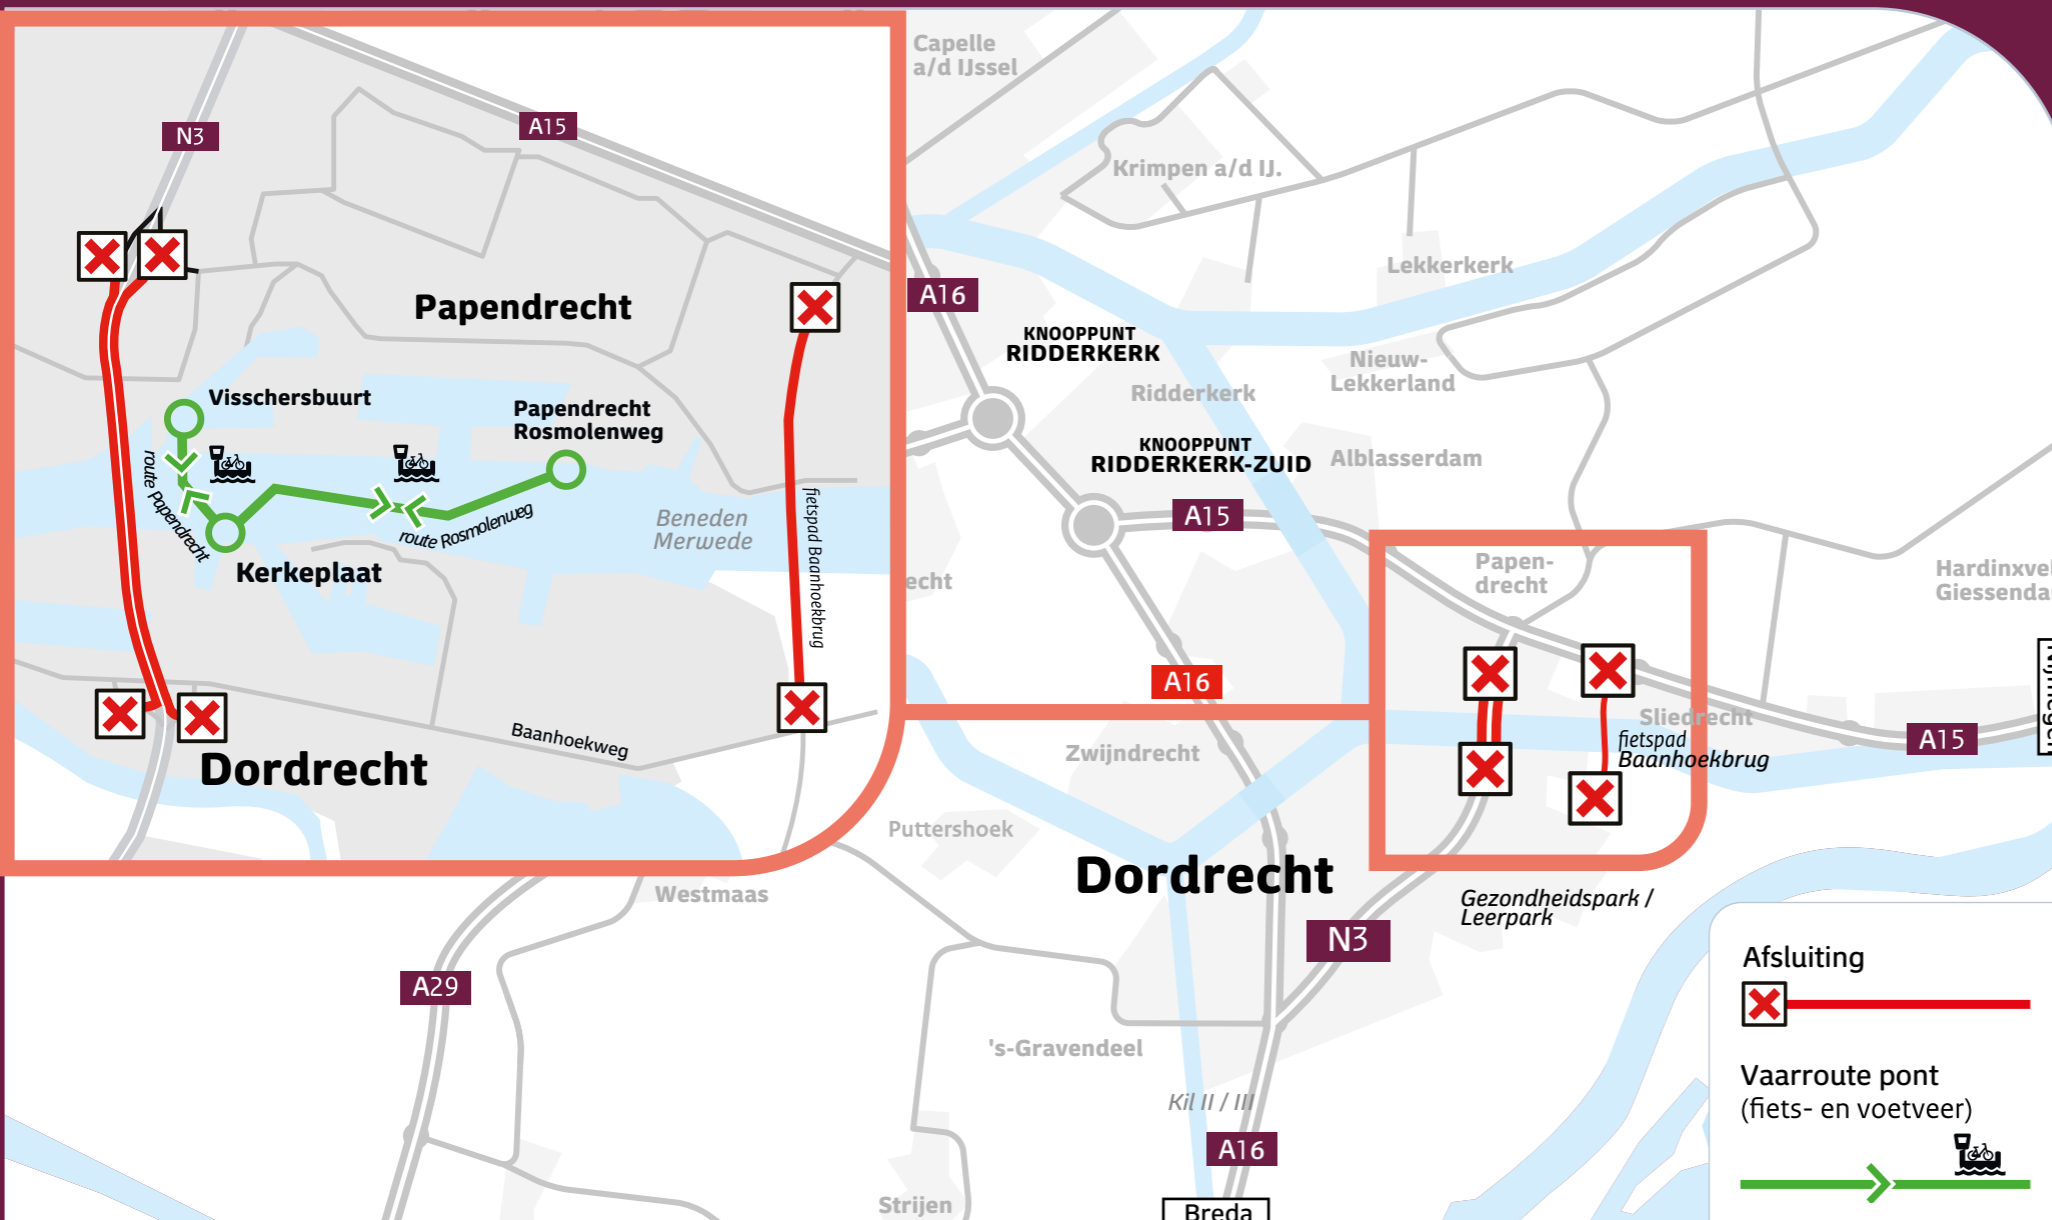 N3
A15
Papendrecht
Visschersbuurt
Papendrecht
Rosmolenweg
route Papendrecht
route Rosmolenweg
Kerkeplaat
Beneden
Merwede
fietspad Baanhoekbrug
Baanhoekweg
Dordrecht
Capelle
a/d IJssel
Krimpen a/d IJ.
Lekkerkerk
A16
KNOOPPUNT
RIDDERKERK
Nieuw-
Lekkerland
Ridderkerk
KNOOPPUNT
RIDDERKERK-ZUID
Alblasserdam
A15
Papen-
drecht
echt
Hardinxvel
Giessenda
A16
Sliedrecht
fietspad
Baanhoekbrug
A15
Zwijndrecht
Puttershoek
Dordrecht
Westmaas
Gezondheidspark /
Leerpark
N3
A29
's-Gravendeel
Kil II / III
A16
Strijen
Breda
Afsluiting
Vaarroute pont
(fiets- en voetveer)